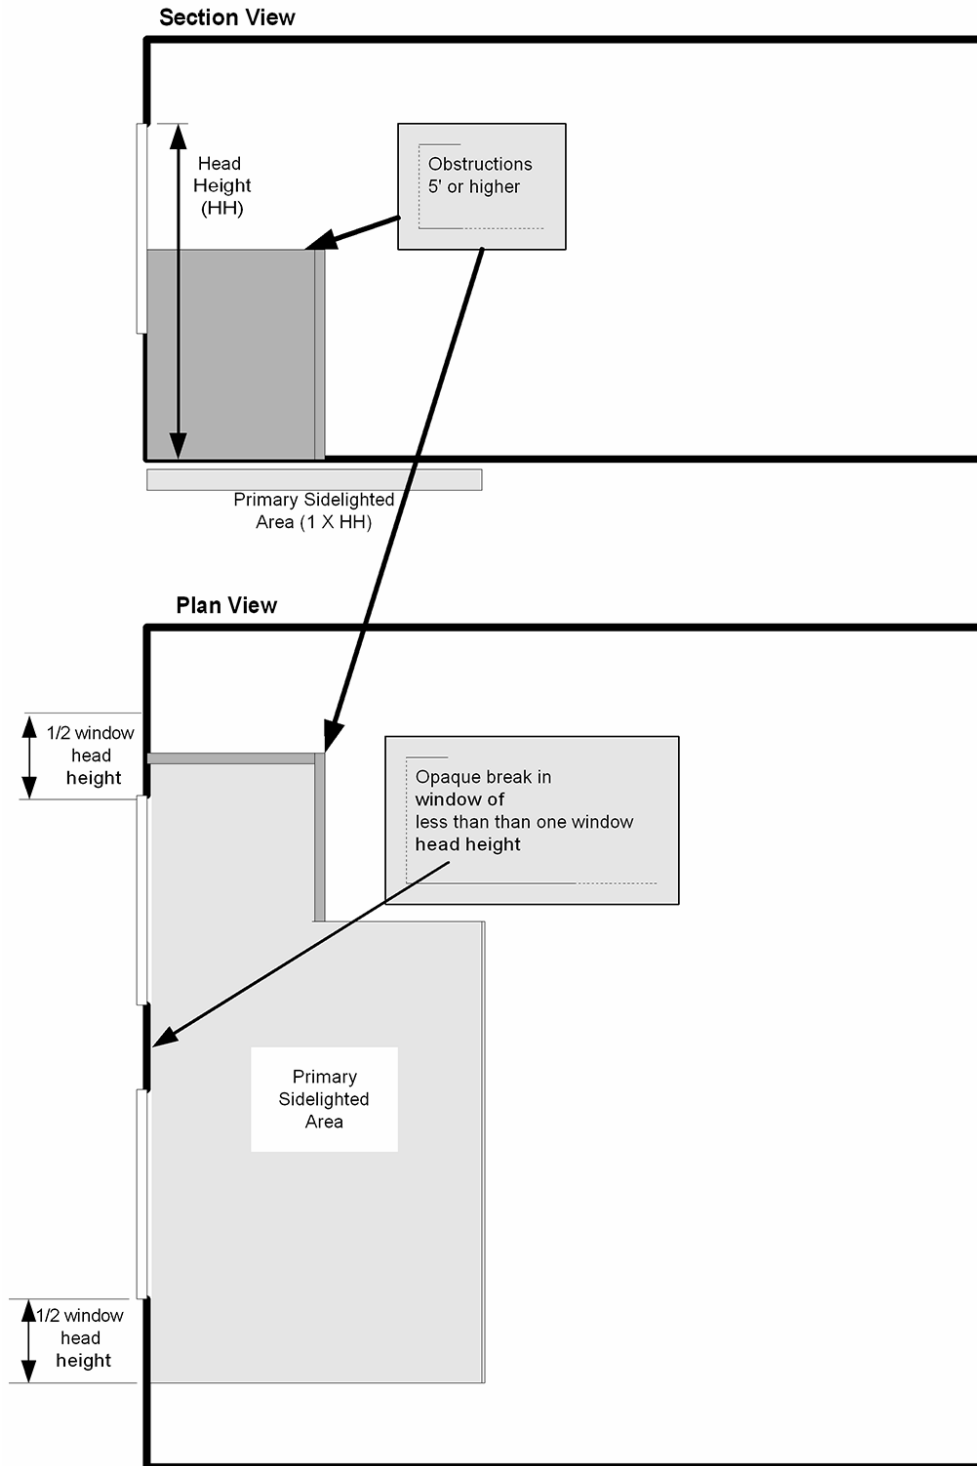 Section View
Head
Height
(HH)
Obstructions
5' or higher
Primary Sidelighted
Area (1 X HH)
Plan View
1/2 window
head
height
Opaque break in
window of
less than than one window
head height
Primary
Sidelighted
Area
1/2 window
head
height